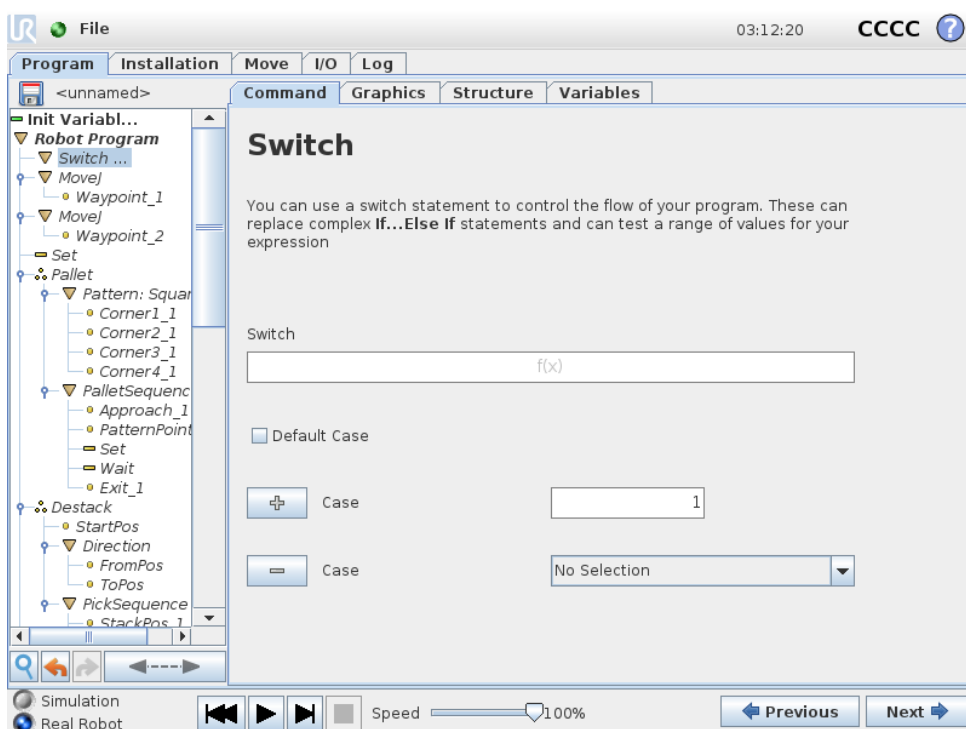 UR File 03:12:20 CCCC ?
Program Installation Move I/O Log
<unnamed> Command Graphics Structure Variables
Init Variabl...
Robot Program
Switch ...
MoveJ
Waypoint_1
MoveJ
Waypoint_2
Set
Pallet
Pattern: Squar
Corner1_1
Corner2_1
Corner3_1
Corner4_1
PalletSequenc
Approach_1
PatternPoint
Set
Wait
Exit_1
Destack
StartPos
Direction
FromPos
ToPos
PickSequence
StackPos_1
Switch
You can use a switch statement to control the flow of your program. These can
replace complex If...Else If statements and can test a range of values for your
expression
Switch
f(x)
Default Case
Case 1
Case No Selection
Simulation
Real Robot
Speed 100% Previous Next